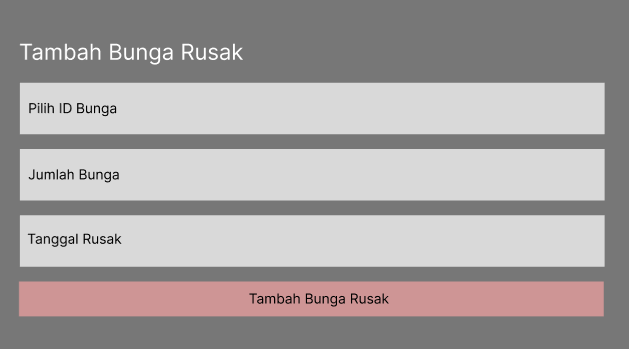 Tambah Bunga Rusak
Pilih ID Bunga
Jumlah Bunga
Tanggal Rusak
Tambah Bunga Rusak